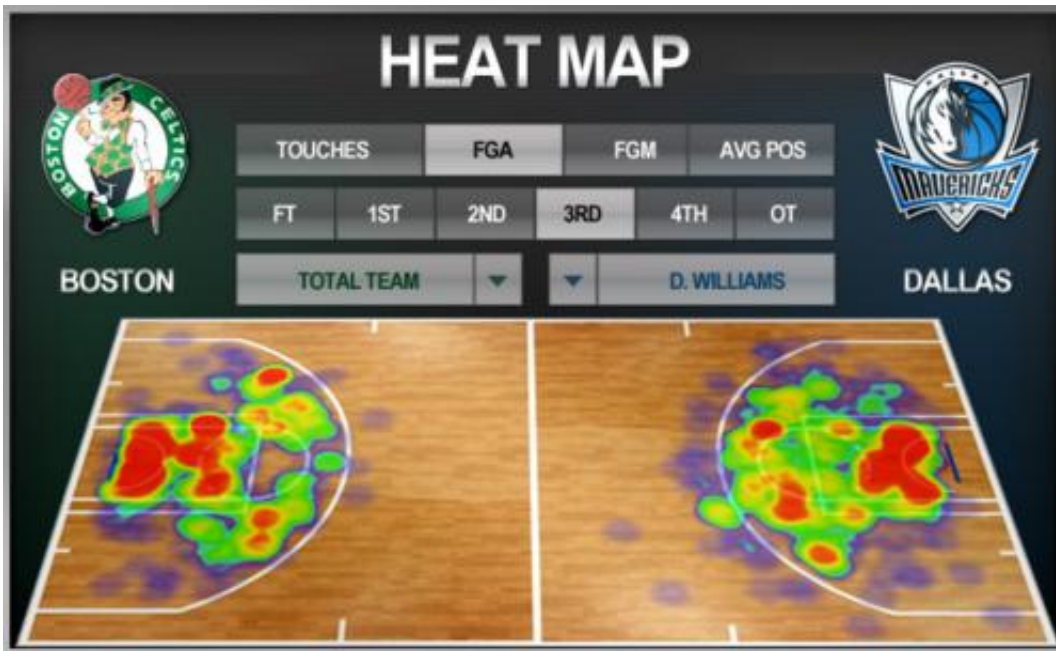 HEAT MAP
BOSTON CELTICS
MAVERICKS
TOUCHES FGA FGM AVG POS
FT 1ST 2ND 3RD 4TH OT
BOSTON TOTAL TEAM D. WILLIAMS DALLAS